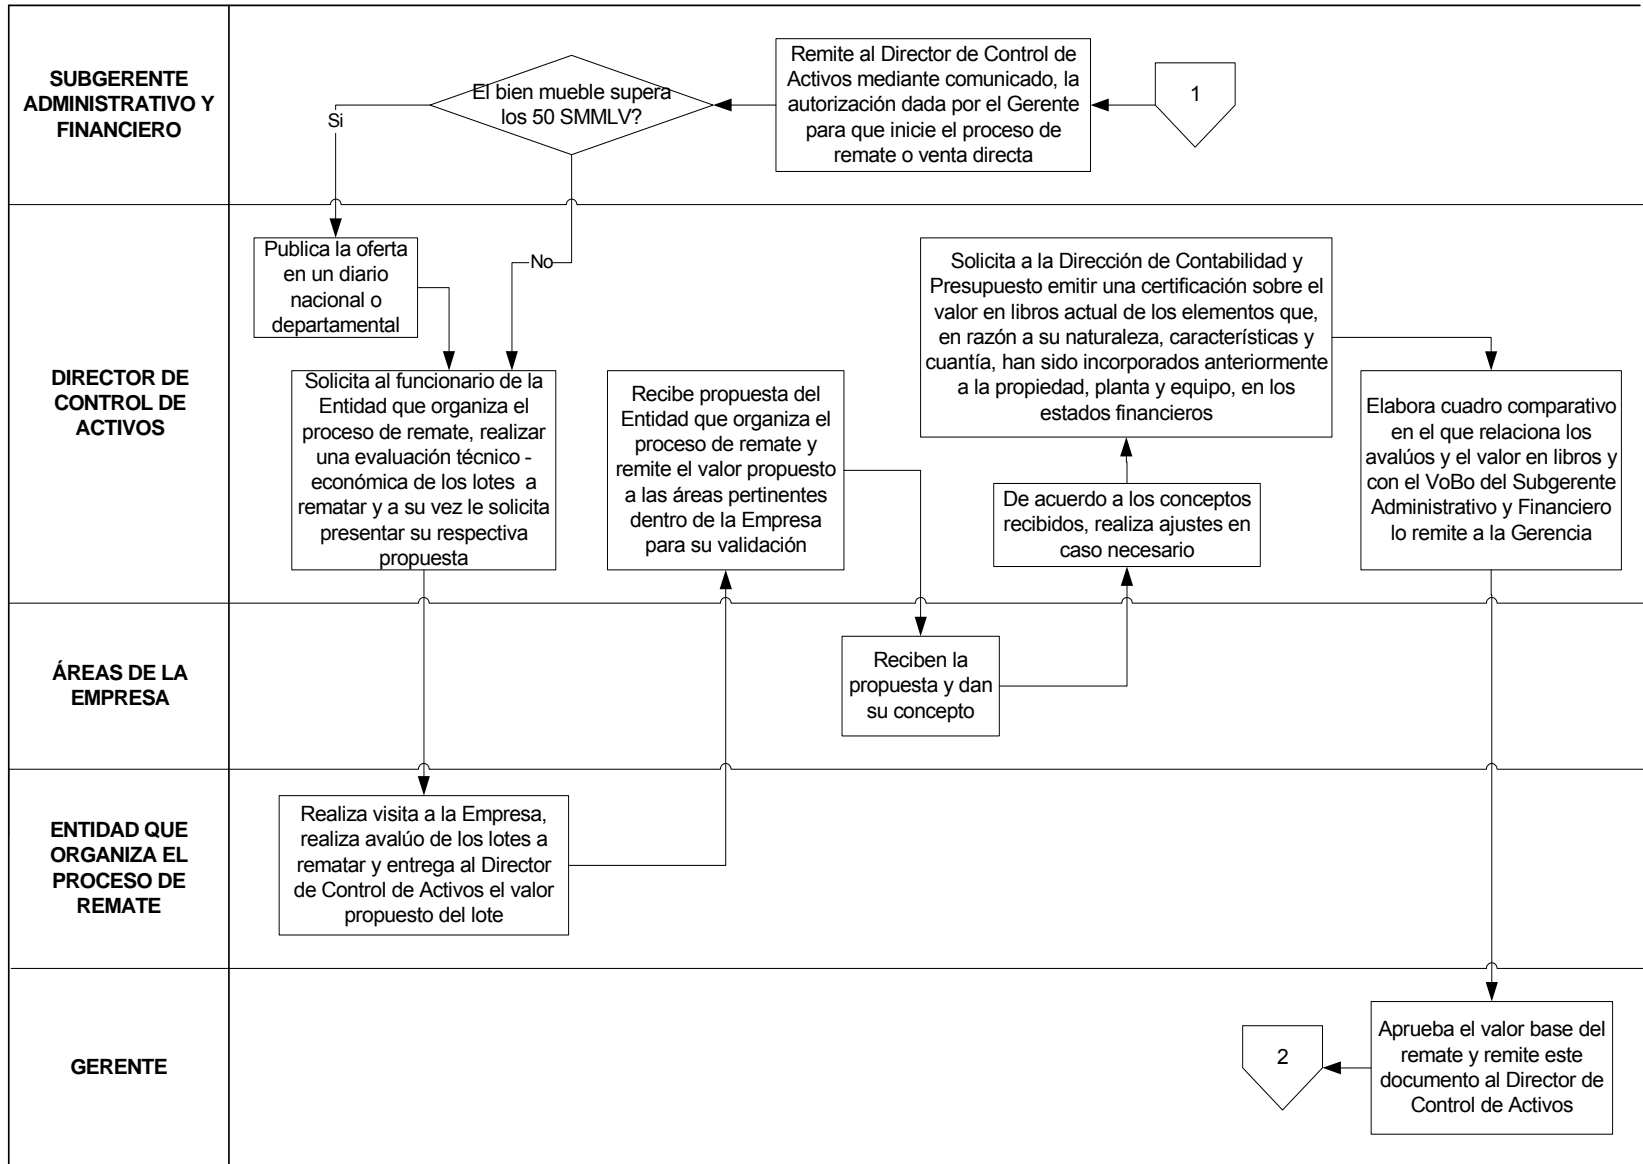 SUBGERENTE
ADMINISTRATIVO Y
FINANCIERO
El bien mueble supera
los 50 SMMLV?
Si
No
Remite al Director de Control de
Activos mediante comunicado, la
autorización dada por el Gerente
para que inicie el proceso de
remate o venta directa
1
DIRECTOR DE
CONTROL DE
ACTIVOS
Publica la oferta
en un diario
nacional o
departamental
Solicita al funcionario de la
Entidad que organiza el
proceso de remate, realizar
una evaluación técnico -
económica de los lotes a
rematar y a su vez le solicita
presentar su respectiva
propuesta
Recibe propuesta del
Entidad que organiza el
proceso de remate y
remite el valor propuesto
a las áreas pertinentes
dentro de la Empresa
para su validación
Solicita a la Dirección de Contabilidad y
Presupuesto emitir una certificación sobre el
valor en libros actual de los elementos que,
en razón a su naturaleza, características y
cuantía, han sido incorporados anteriormente
a la propiedad, planta y equipo, en los
estados financieros
De acuerdo a los conceptos
recibidos, realiza ajustes en
caso necesario
Elabora cuadro comparativo
en el que relaciona los
avalúos y el valor en libros y
con el VoBo del Subgerente
Administrativo y Financiero
lo remite a la Gerencia
ÁREAS DE LA
EMPRESA
Reciben la
propuesta y dan
su concepto
ENTIDAD QUE
ORGANIZA EL
PROCESO DE
REMATE
Realiza visita a la Empresa,
realiza avalúo de los lotes a
rematar y entrega al Director
de Control de Activos el valor
propuesto del lote
GERENTE
2
Aprueba el valor base del
remate y remite este
documento al Director de
Control de Activos